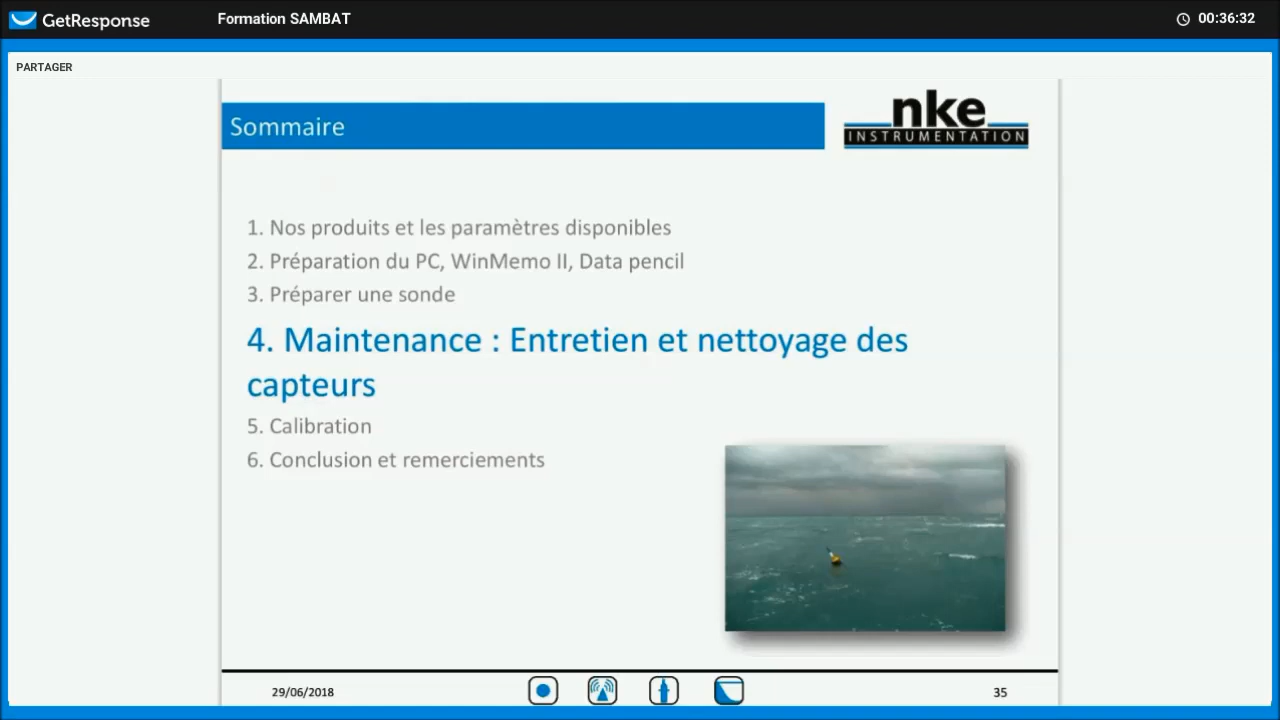 GetResponse
Formation SAMBAT
00:36:32
PARTAGER
Sommaire
nke
INSTRUMENTATION
1. Nos produits et les paramètres disponibles
2. Préparation du PC, WinMemo II, Data pencil
3. Préparer une sonde
4. Maintenance : Entretien et nettoyage des
capteurs
5. Calibration
6. Conclusion et remerciements
29/06/2018
35